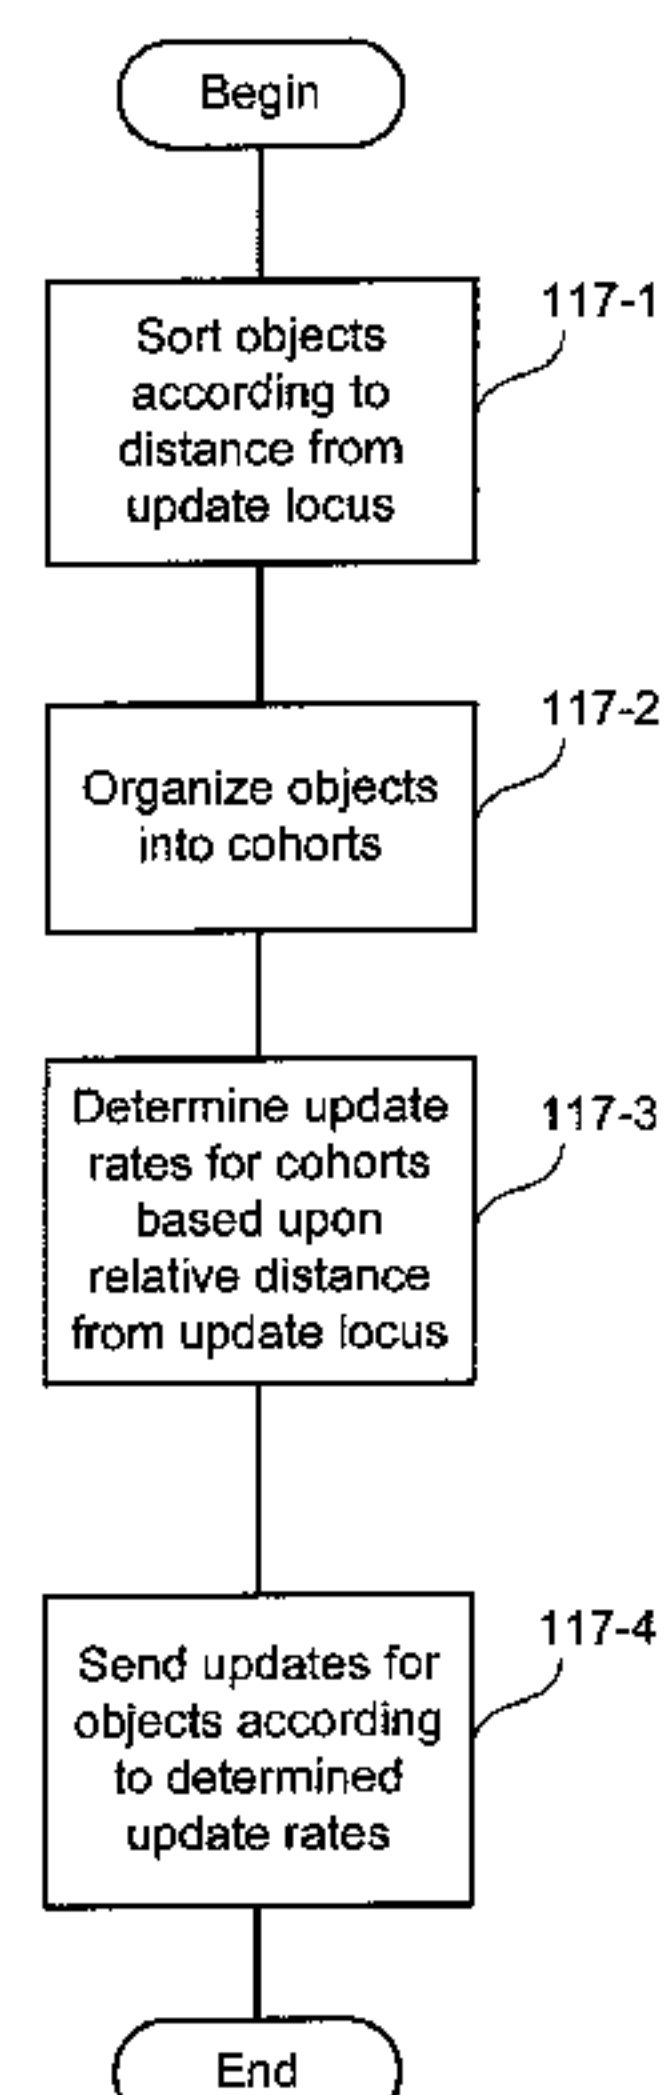 Begin
117-1
Sort objects
according to
distance from
update locus
117-2
Organize objects
into cohorts
117-3
Determine update
rates for cohorts
based upon
relative distance
from update locus
117-4
Send updates for
objects according
to determined
update rates
End